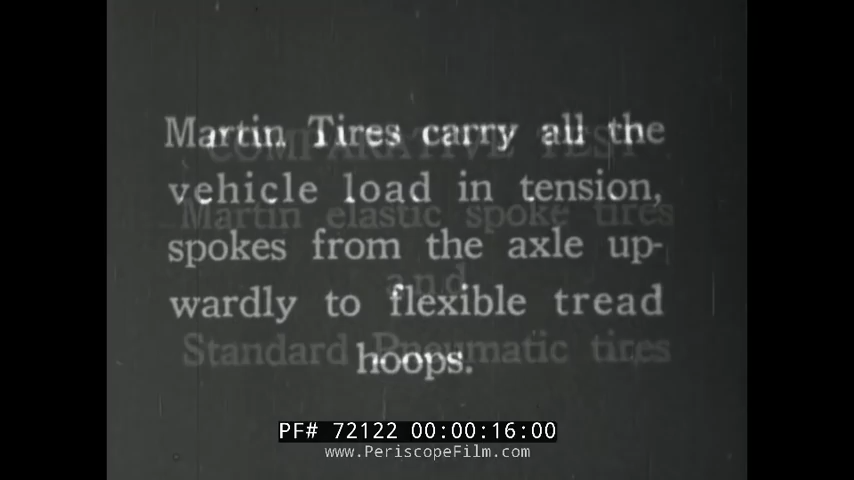 Martin Tires carry all the
vehicle load in tension,
spokes from the axle up-
wardly to flexible tread
hoops.
COMPARATIVE TEST
Martin elastic spoke tires
and
Standard Pneumatic tires
PF# 72122 00:00:16:00
www.PeriscopeFilm.com